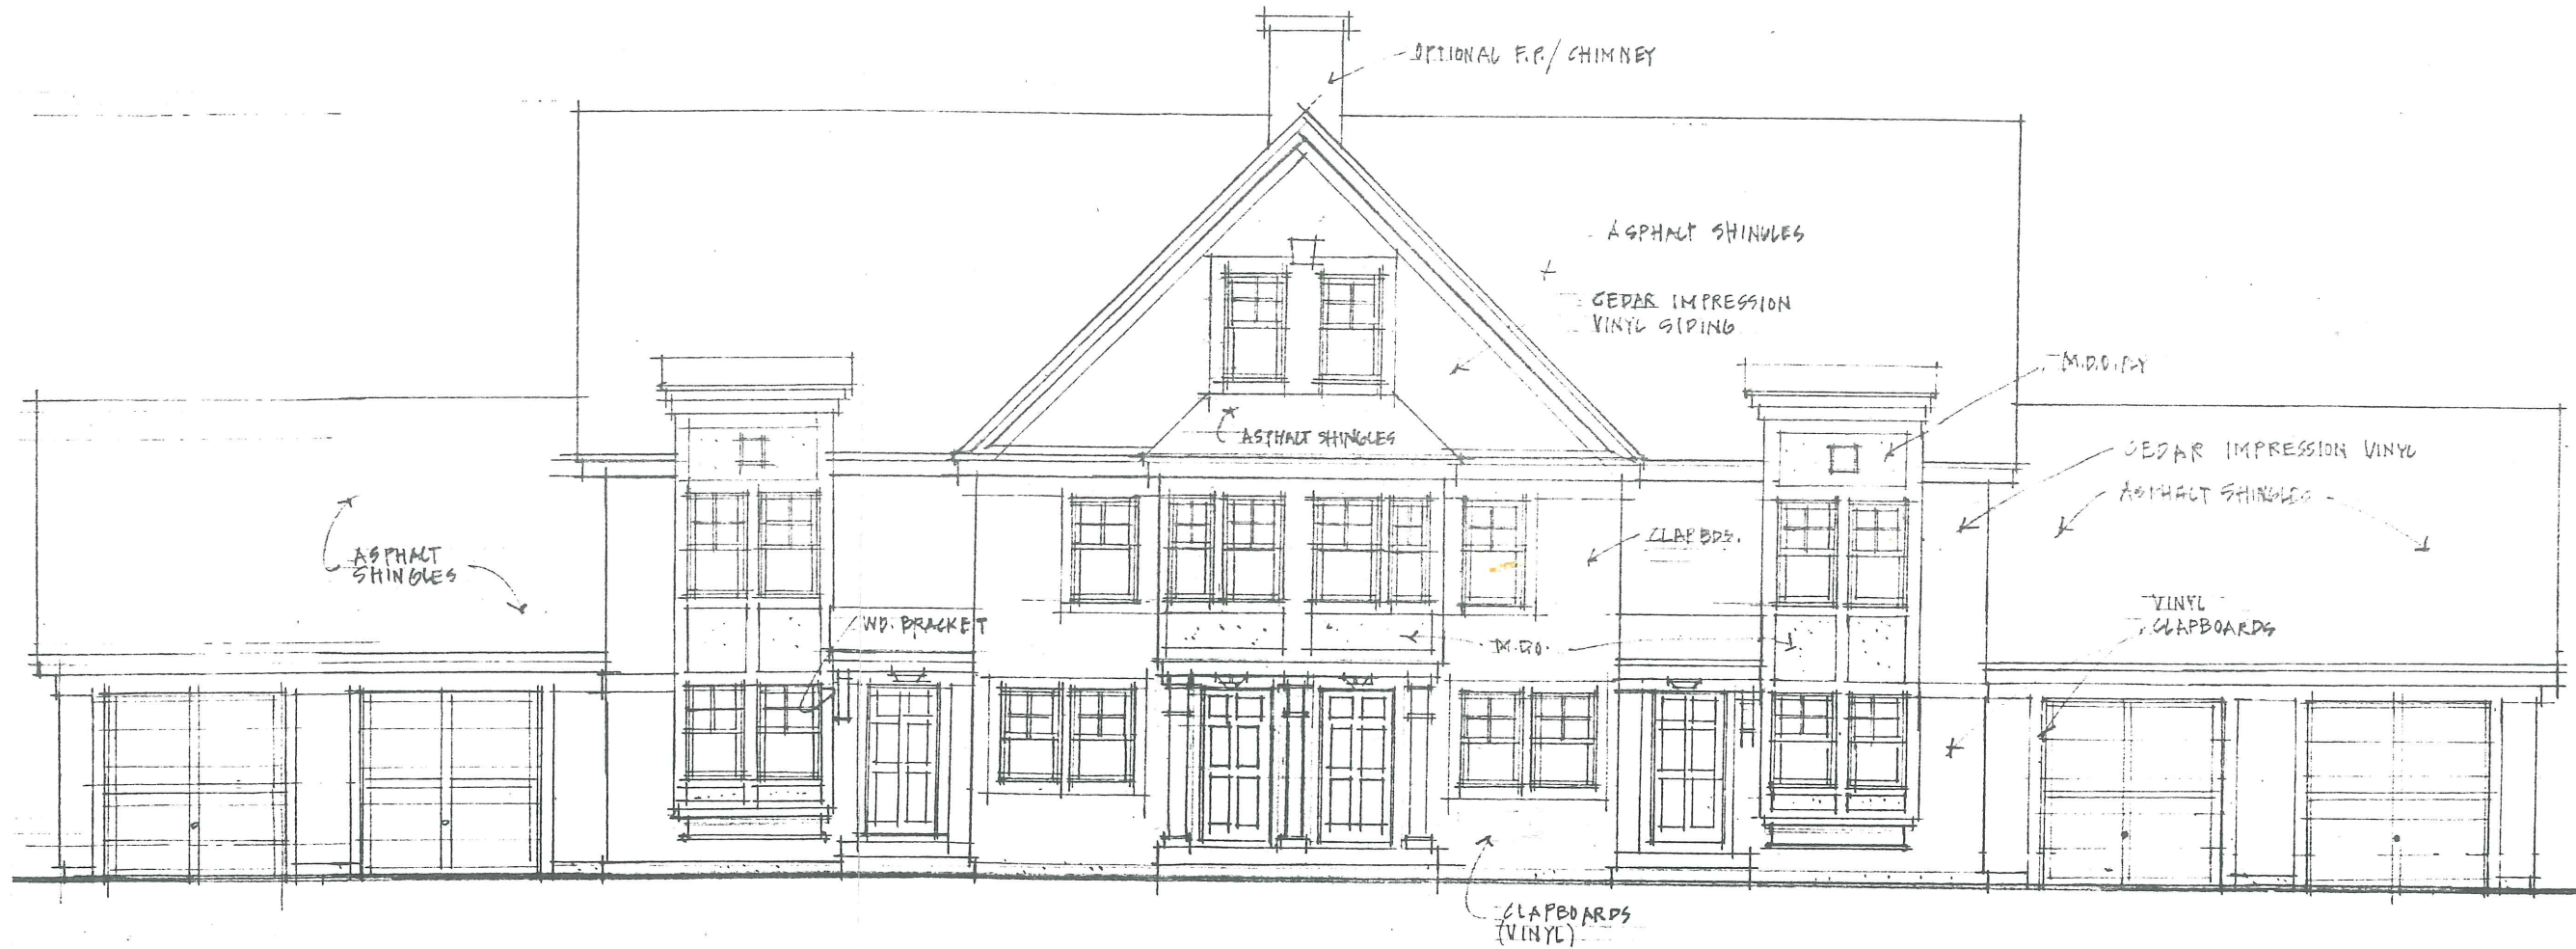 OPTIONAL F.P./ CHIMNEY
ASPHALT SHINGLES
CEDAR IMPRESSION
VINYL SIDING
M.D.O. PLY
ASPHALT SHINGLES
CEDAR IMPRESSION VINYL
ASPHALT SHINGLES
CLAPBDS.
ASPHALT
SHINGLES
VINYL
CLAPBOARDS
WD. BRACKET
M.D.O.
CLAPBOARDS
(VINYL)